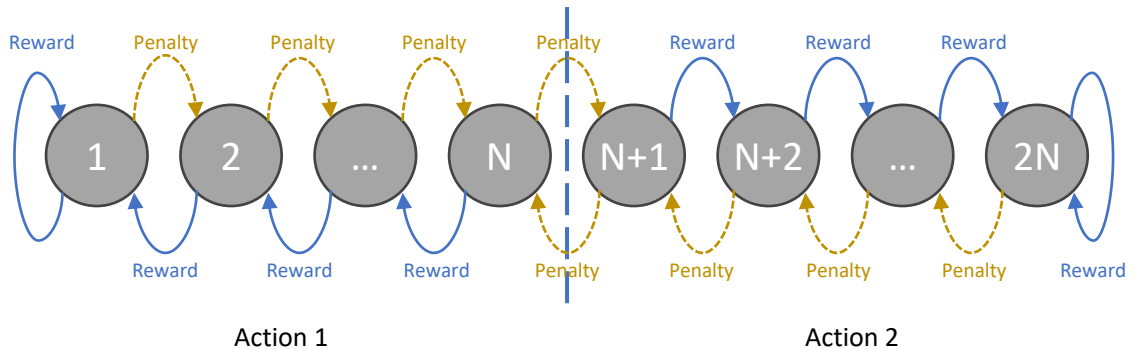 Reward Penalty Penalty Penalty Penalty Reward Reward Reward
1 2 ... N N+1 N+2 ... 2N
Reward Reward Reward Penalty Penalty Penalty Penalty Reward
Action 1 Action 2